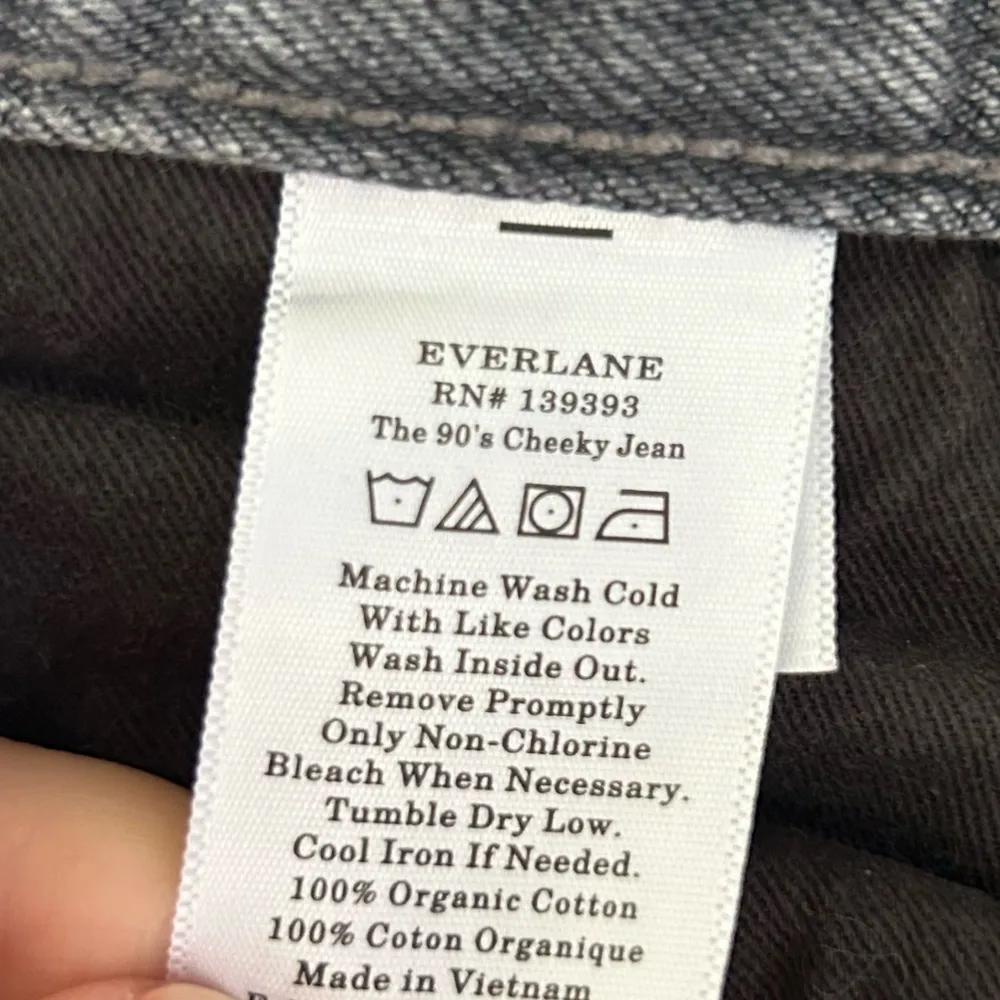 EVERLANE
RN# 139393
The 90's Cheeky Jean
Machine Wash Cold
With Like Colors
Wash Inside Out.
Remove Promptly
Only Non-Chlorine
Bleach When Necessary.
Tumble Dry Low.
Cool Iron If Needed.
100% Organic Cotton
100% Coton Organique
Made in Vietnam